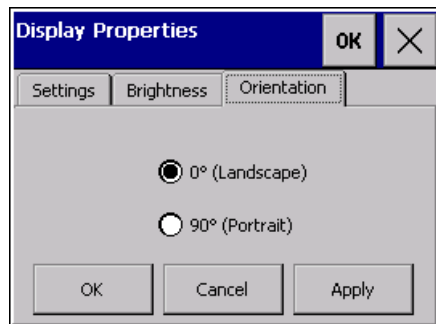 Display Properties OK
Settings Brightness Orientation
0° (Landscape)
90° (Portrait)
OK Cancel Apply